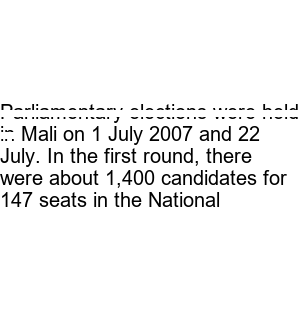 Parliamentary elections were held
in Mali on 1 July 2007 and 22
July. In the first round, there
were about 1,400 candidates for
147 seats in the National